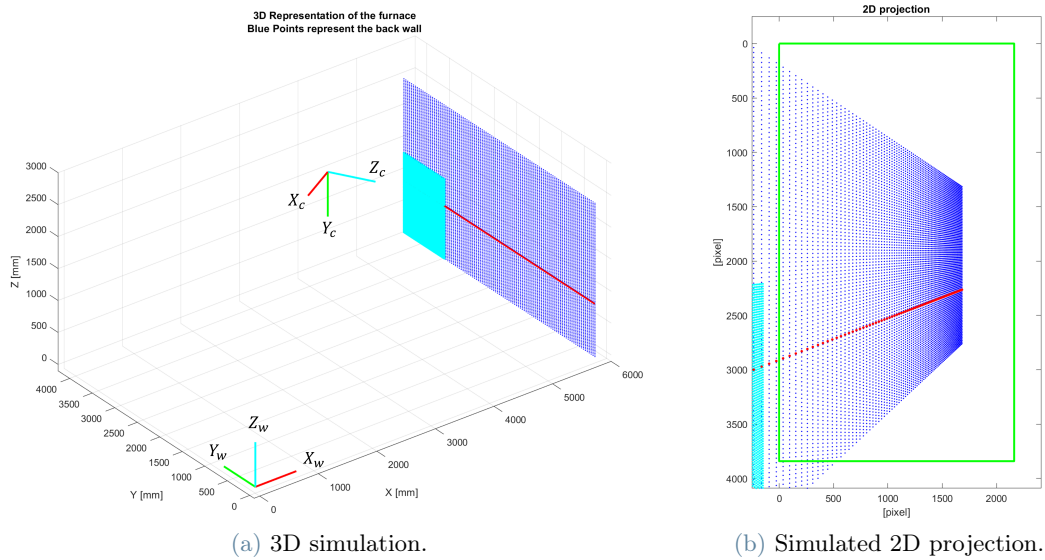 3D Representation of the furnace
Blue Points represent the back wall
3000
2500
2000
1500
1000
500
0
Z [mm]
4000
3500
3000
2500
2000
1500
1000
500
0
Y [mm]
0
1000
2000
3000
4000
5000
6000
X [mm]
Z_c
X_c
Y_c
Z_w
Y_w
X_w
(a) 3D simulation.
2D projection
0
500
1000
1500
2000
2500
3000
3500
4000
[pixel]
0
500
1000
1500
2000
[pixel]
(b) Simulated 2D projection.